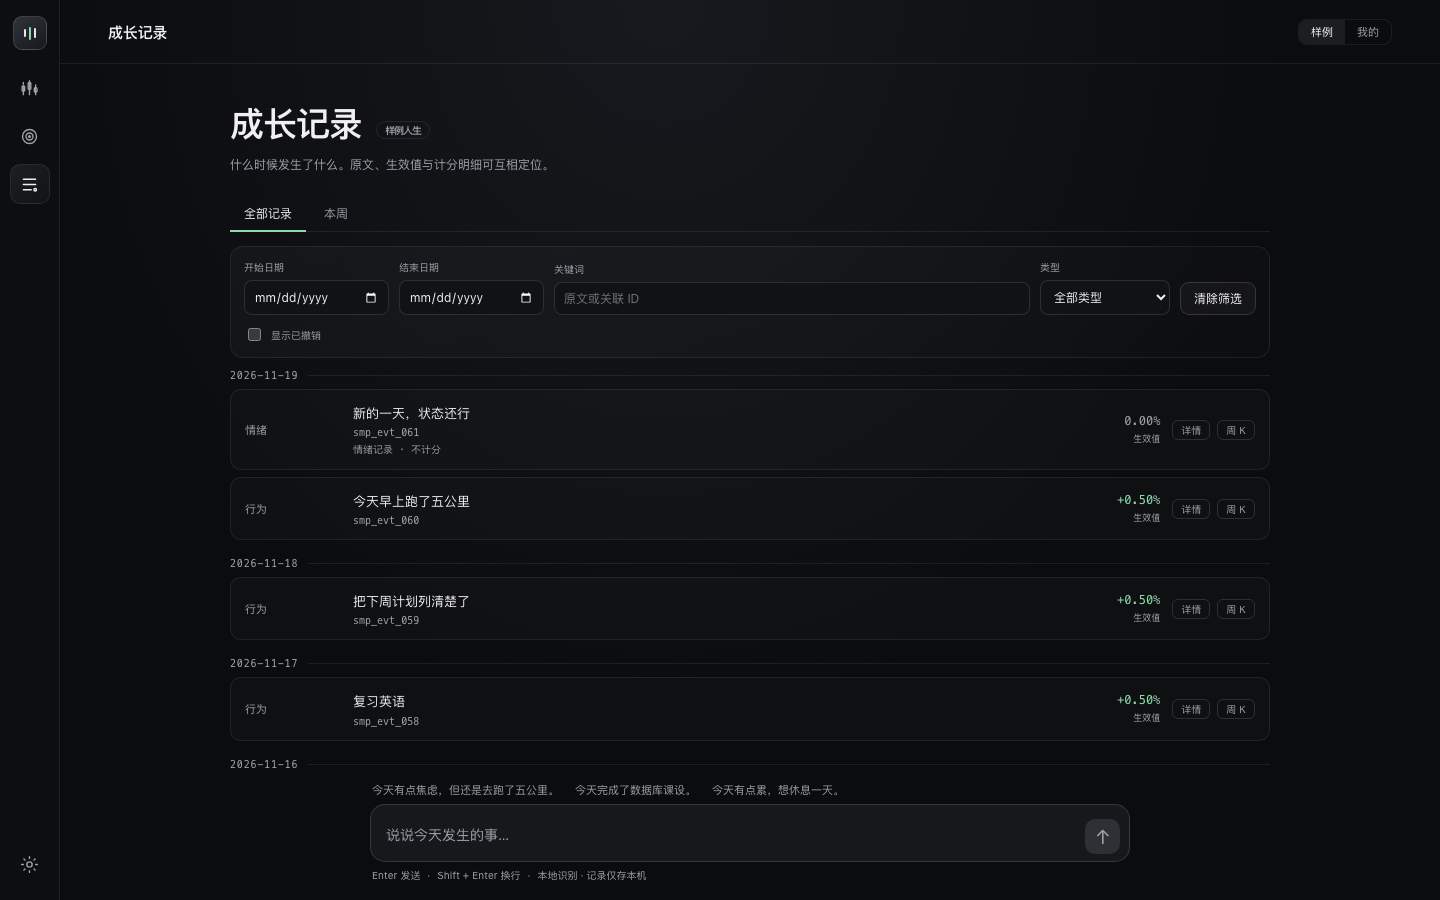 成长记录
样例 我的
成长记录 样例人生
什么时候发生了什么。原文、生效值与计分明细可互相定位。
全部记录 本周
开始日期 结束日期 关键词 类型
mm/dd/yyyy mm/dd/yyyy 原文或关联 ID 全部类型 清除筛选
显示已撤销
2026-11-19
情绪
新的一天，状态还行
smp_evt_061
情绪记录 · 不计分
0.00%
生效值
详情 周 K
行为
今天早上跑了五公里
smp_evt_060
+0.50%
生效值
详情 周 K
2026-11-18
行为
把下周计划列清楚了
smp_evt_059
+0.50%
生效值
详情 周 K
2026-11-17
行为
复习英语
smp_evt_058
+0.50%
生效值
详情 周 K
2026-11-16
今天有点焦虑，但还是去跑了五公里。 今天完成了数据库课设。 今天有点累，想休息一天。
说说今天发生的事...
Enter 发送 · Shift + Enter 换行 · 本地识别 · 记录仅存本机